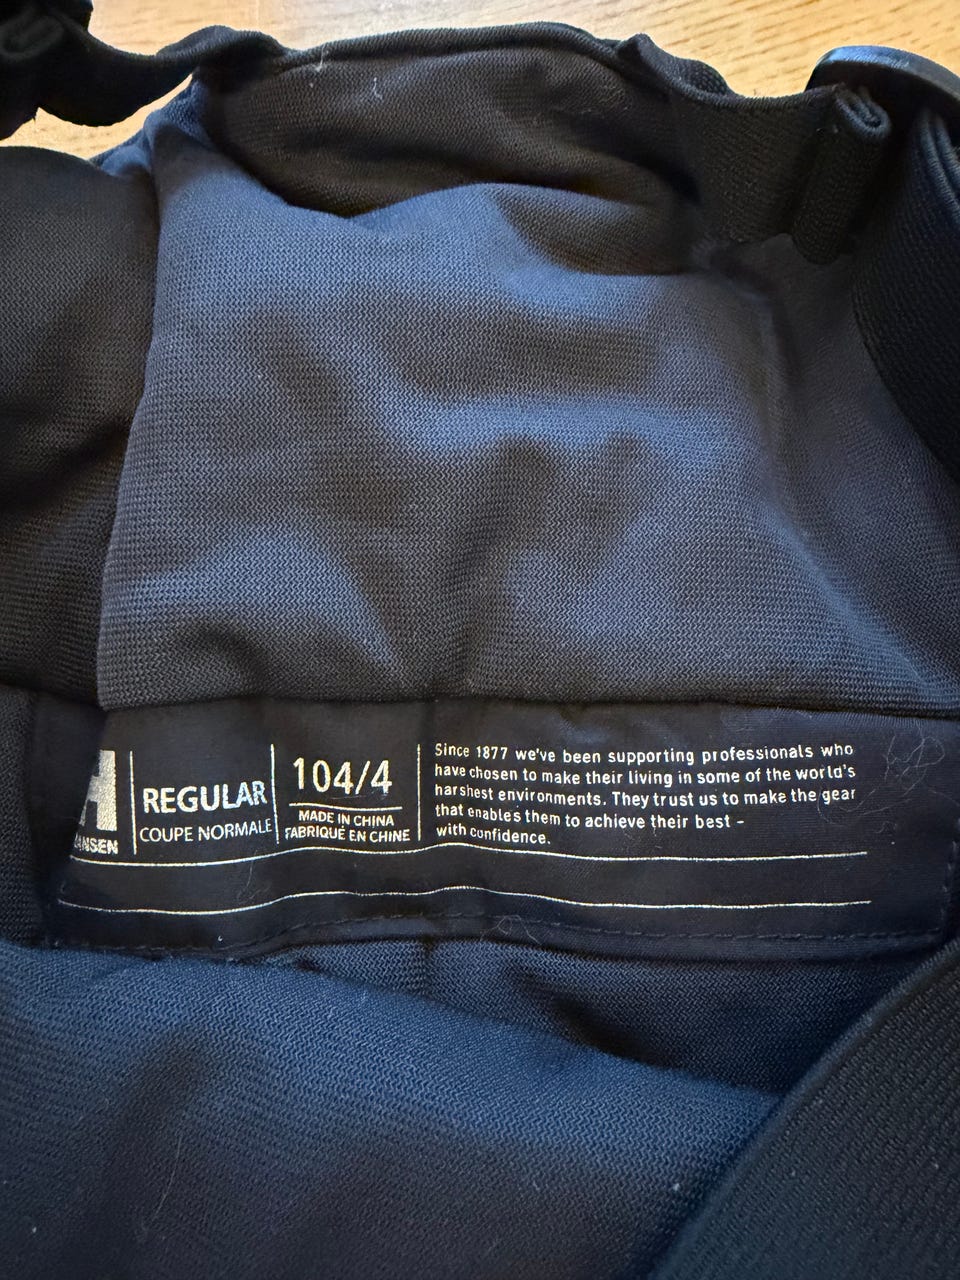 REGULAR
COUPE NORMALE
104/4
MADE IN CHINA
FABRIQUÉ EN CHINE
Since 1877 we've been supporting professionals who
have chosen to make their living in some of the world's
harshest environments. They trust us to make the gear
that enables them to achieve their best -
with confidence.